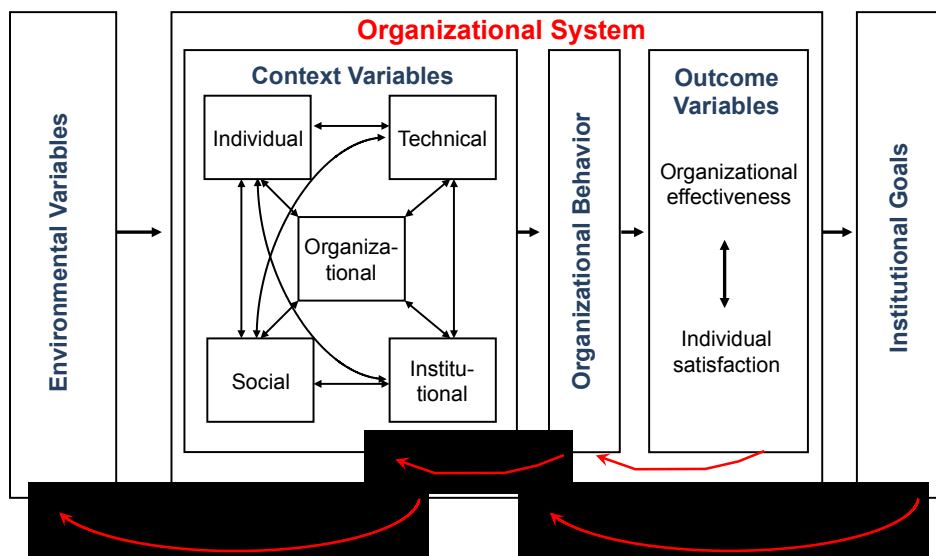 Organizational System
Environmental Variables
Context Variables
Individual
Technical
Organiza-
tional
Social
Institu-
tional
Organizational Behavior
Outcome
Variables
Organizational
effectiveness
Individual
satisfaction
Institutional Goals